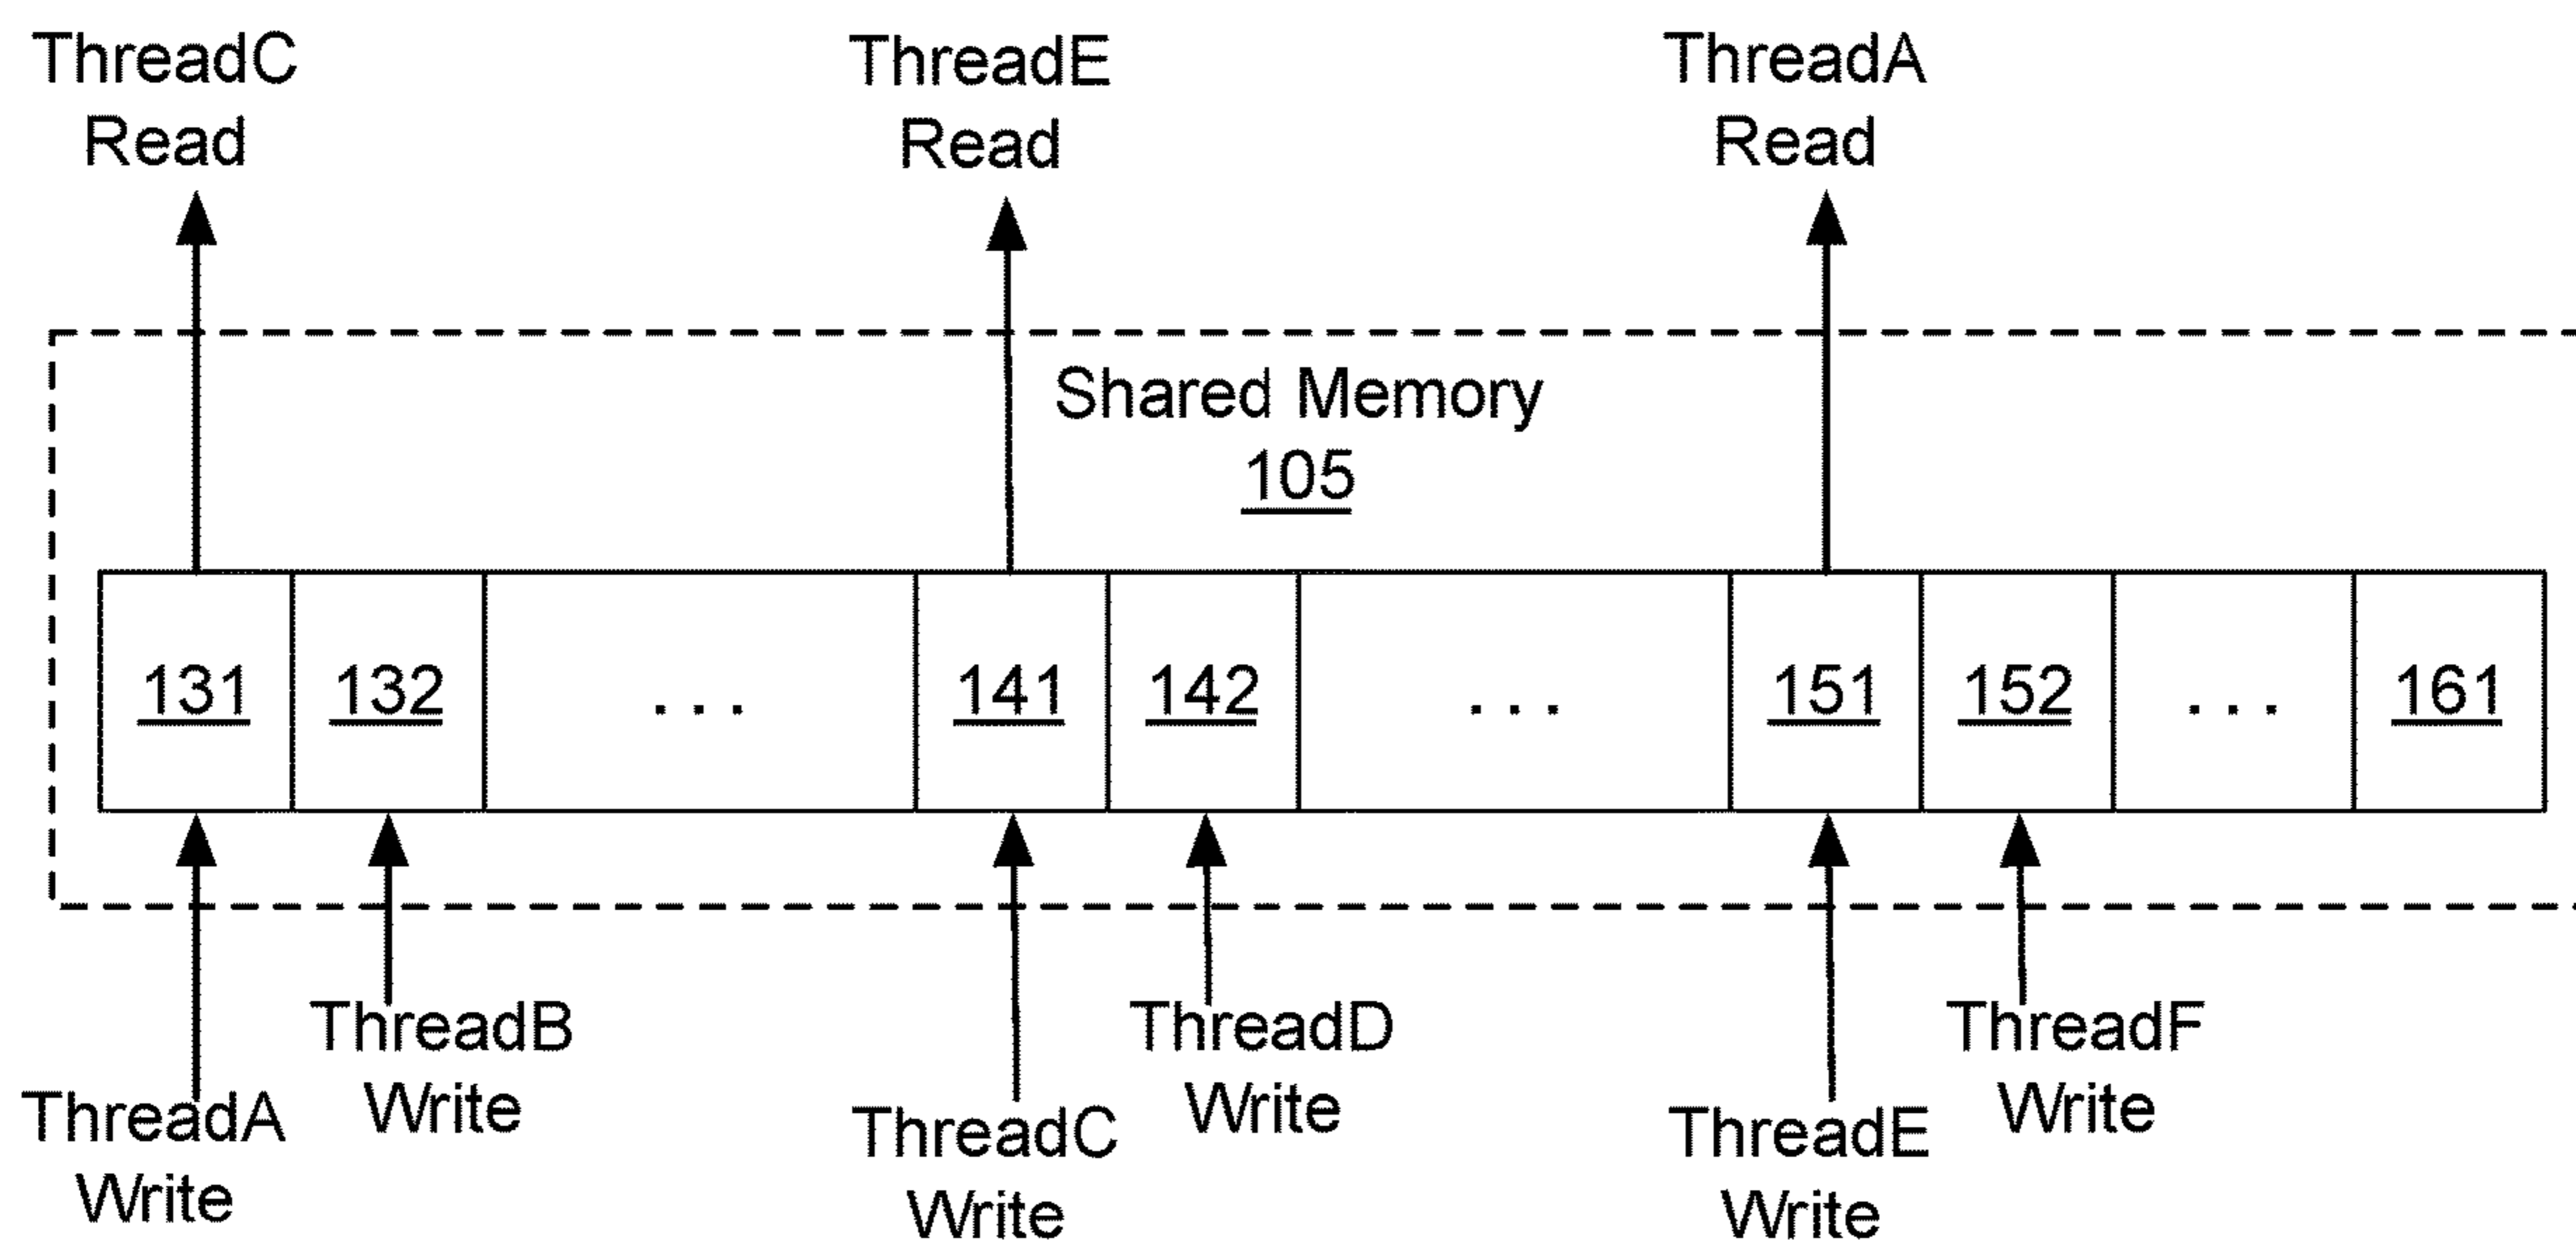 ThreadC
Read
ThreadE
Read
ThreadA
Read
Shared Memory
105
131 132 . . . 141 142 . . . 151 152 . . . 161
ThreadA
Write
ThreadB
Write
ThreadC
Write
ThreadD
Write
ThreadE
Write
ThreadF
Write